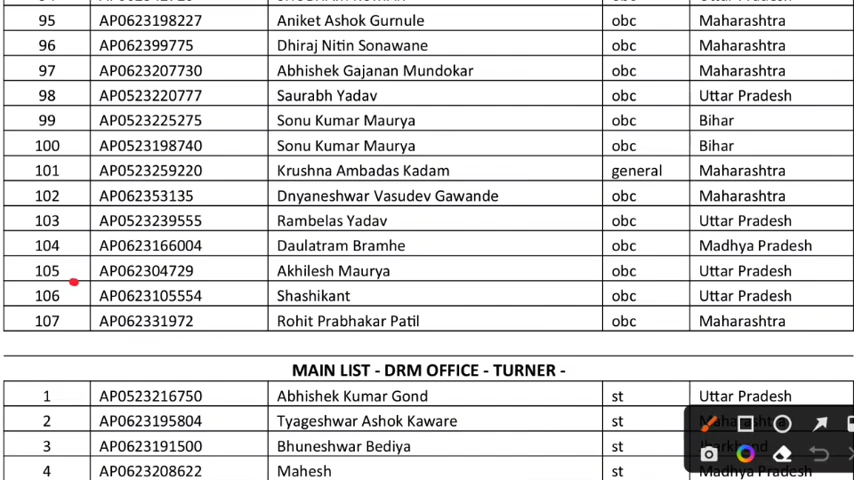 95 AP0623198227 Aniket Ashok Gurnule obc Maharashtra
96 AP062399775 Dhiraj Nitin Sonawane obc Maharashtra
97 AP0623207730 Abhishek Gajanan Mundokar obc Maharashtra
98 AP0523220777 Saurabh Yadav obc Uttar Pradesh
99 AP0523225275 Sonu Kumar Maurya obc Bihar
100 AP0523198740 Sonu Kumar Maurya obc Bihar
101 AP0523259220 Krushna Ambadas Kadam general Maharashtra
102 AP062353135 Dnyaneshwar Vasudev Gawande obc Maharashtra
103 AP0523239555 Rambelas Yadav obc Uttar Pradesh
104 AP0623166004 Daulatram Bramhe obc Madhya Pradesh
105 AP062304729 Akhilesh Maurya obc Uttar Pradesh
106 AP0623105554 Shashikant obc Uttar Pradesh
107 AP062331972 Rohit Prabhakar Patil obc Maharashtra
MAIN LIST - DRM OFFICE - TURNER -
1 AP0523216750 Abhishek Kumar Gond st Uttar Pradesh
2 AP0623195804 Tyageshwar Ashok Kaware st Maharashtra
3 AP0623191500 Bhuneshwar Bediya st Jharkhand
4 AP0623208622 Mahesh st Madhya Pradesh